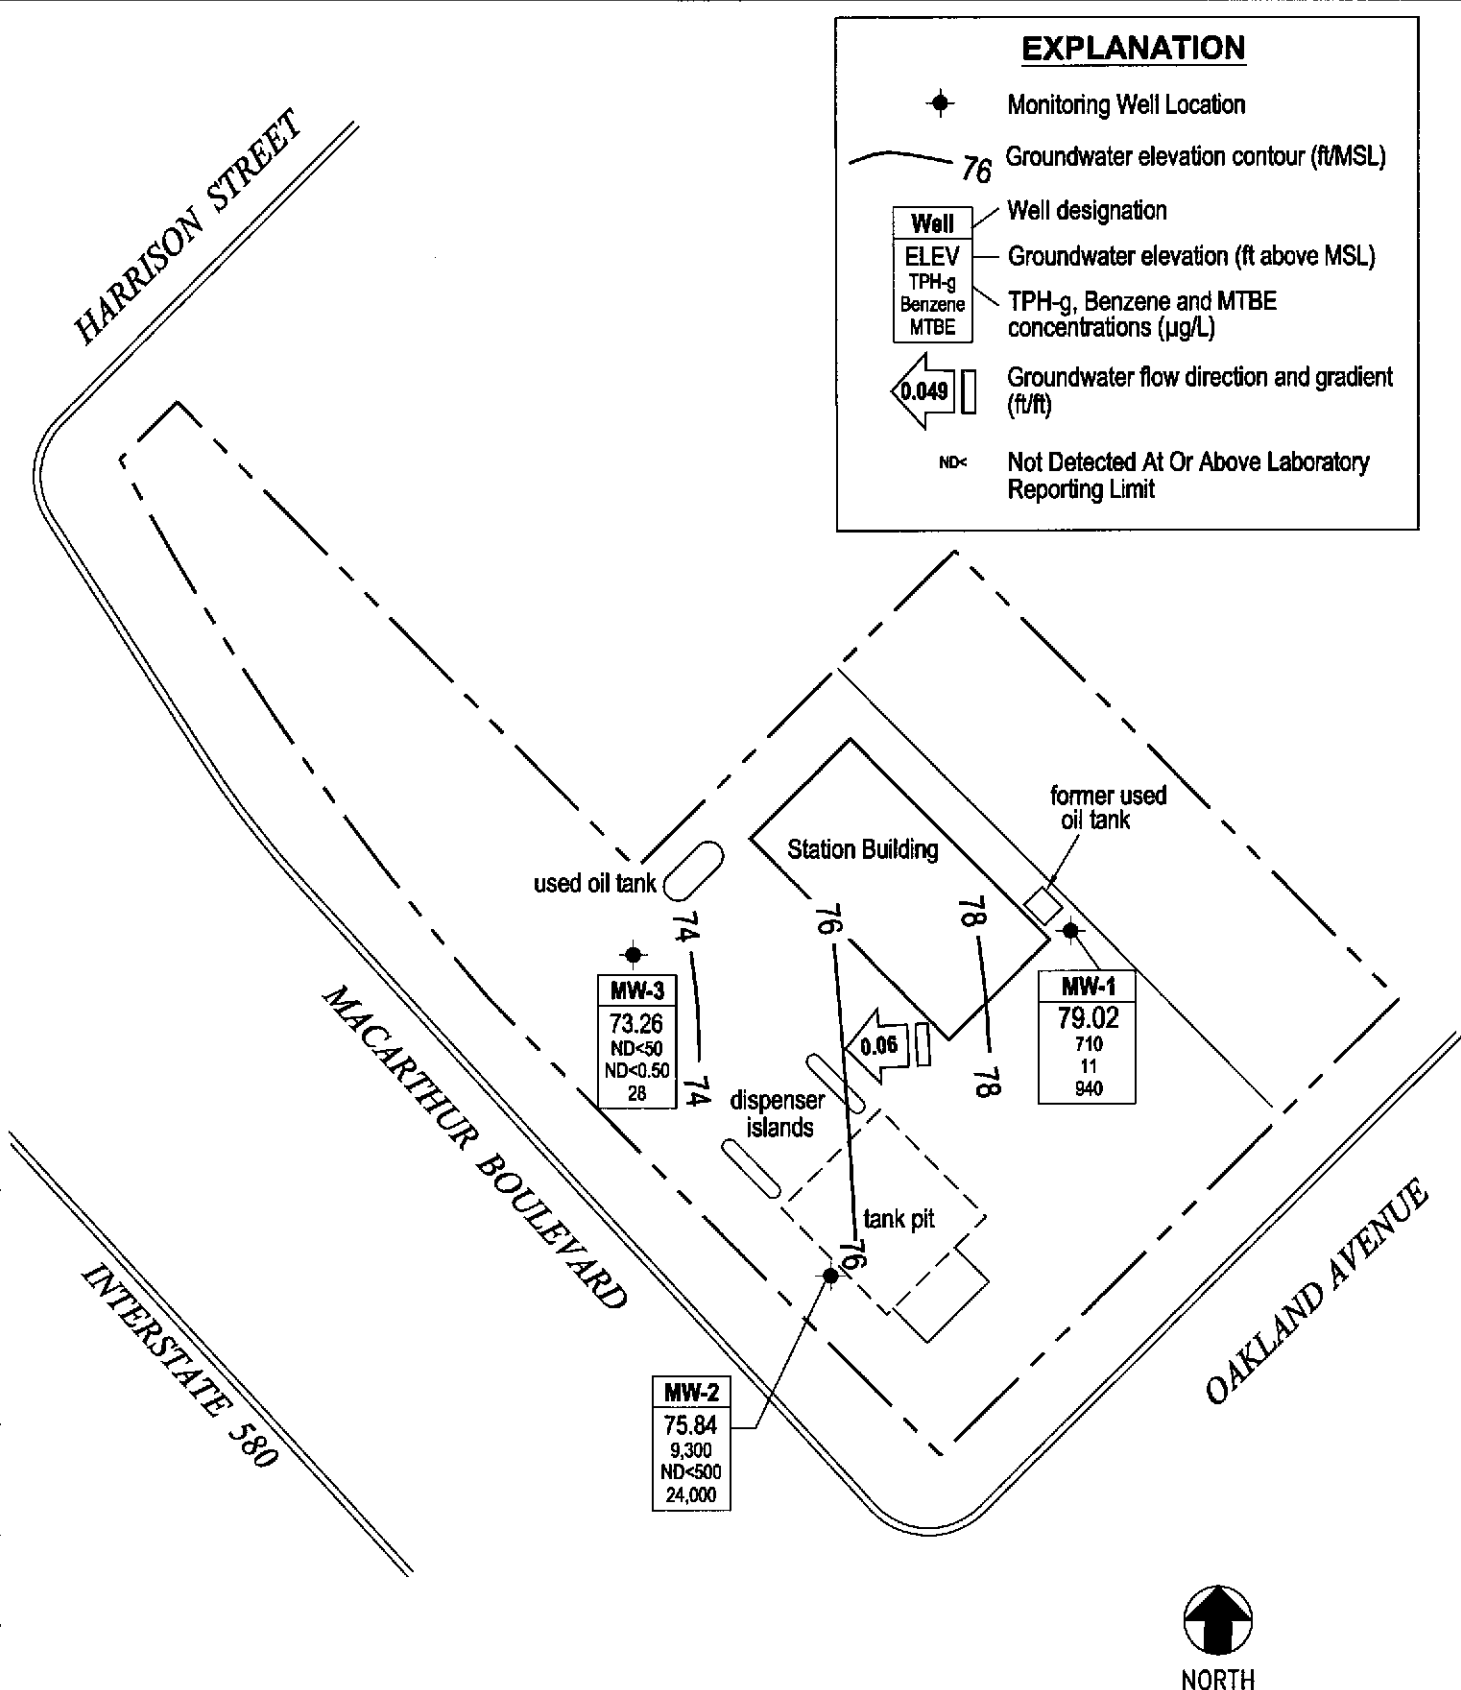 EXPLANATION
Monitoring Well Location
76
Groundwater elevation contour (ft/MSL)
Well
ELEV
TPH-g
Benzene
MTBE
Well designation
Groundwater elevation (ft above MSL)
TPH-g, Benzene and MTBE
concentrations (µg/L)
0.049
Groundwater flow direction and gradient
(ft/ft)
ND<
Not Detected At Or Above Laboratory
Reporting Limit
HARRISON STREET
former used
oil tank
Station Building
used oil tank
74
76
78
MW-3
73.26
ND<50
ND<0.50
28
MW-1
79.02
710
11
940
0.06
74
78
dispenser
islands
tank pit
76
MACARTHUR BOULEVARD
INTERSTATE 580
OAKLAND AVENUE
MW-2
75.84
9,300
ND<500
24,000
NORTH